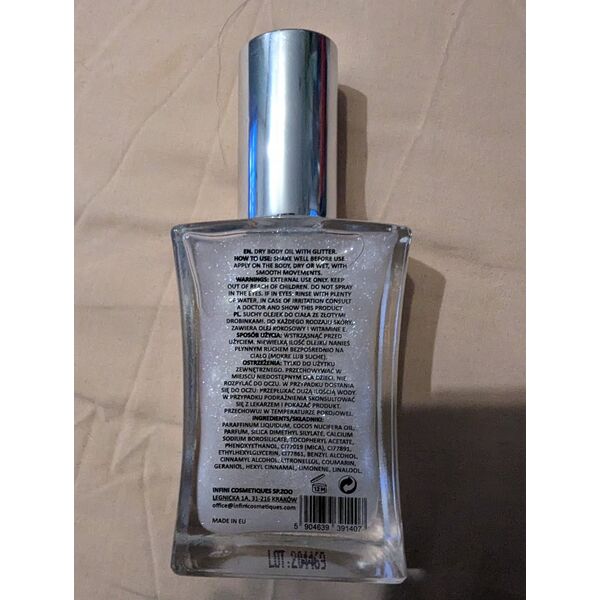 EN. DRY BODY OIL WITH GLITTER.
HOW TO USE: SHAKE WELL BEFORE USE
APPLY ON THE BODY, DRY OR WET, WITH
SMOOTH MOVEMENTS.
WARNINGS: EXTERNAL USE ONLY. KEEP
OUT OF REACH OF CHILDREN. DO NOT SPRAY
IN THE EYES. IF IN EYES: RINSE WITH PLENTY
OF WATER, IN CASE OF IRRITATION CONSULT
A DOCTOR AND SHOW THIS PRODUCT
PL. SUCHY OLEJEK DO CIAŁA ZE ZŁOTYMI
DROBINKAMI. DO KAŻDEGO RODZAJU SKÓRY.
ZAWIERA OLEJ KOKOSOWY I WITAMINE E.
SPOSÓB UŻYCIA: WSTRZĄSNĄĆ PRZED
UŻYCIEM. NIEWIELKĄ ILOŚĆ OLEJKU NANIEŚ
PŁYNNYM RUCHEM BEZPOŚREDNIO NA
CIAŁO (MOKRE LUB SUCHE).
OSTRZEŻENIA: TYLKO DO UŻYTKU
ZEWNĘTRZNEGO. PRZECHOWYWAĆ W
MIEJSCU NIEDOSTĘPNYM DLA DZIECI. NIE
ROZPYLAĆ DO OCZU. W PRZYPADKU DOSTANIA
SIĘ DO OCZU: PRZEPŁUKAĆ DUŻĄ ILOŚCIĄ WODY.
W PRZYPADKU PODRAŻNIENIA SKONSULTOWAĆ
SIĘ Z LEKARZEM I POKAZAĆ PRODUKT.
PRZECHOWUJ W TEMPERATURZE POKOJOWEJ.
INGREDIENTS/SKŁADNIKI:
PARAFFINUM LIQUIDUM, COCOS NUCIFERA OIL,
PARFUM, SILICA DIMETHYL SILYLATE, CALCIUM
SODIUM BOROSILICATE, TOCOPHERYL ACETATE,
PHENOXYETHANOL, CI77019 (MICA), CI77891,
ETHYLHEXYLGLYCERIN, CI77861, BENZYL ALCOHOL,
CINNAMYL ALCOHOL, CITRONELLOL, COUMARIN,
GERANIOL, HEXYL CINNAMAL, LIMONENE, LINALOOL
INFINI COSMETIQUES SP.ZOO
LEGNICKA 1A, 31-216 KRAKÓW
office@infinicosmetiques.com
MADE IN EU
12 M
5 904639 391407
LOT:204469